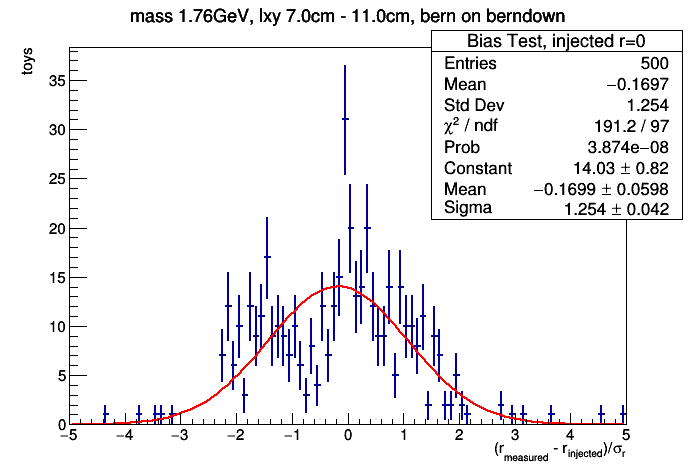 mass 1.76GeV, lxy 7.0cm - 11.0cm, bern on berndown
toys
Bias Test, injected r=0
Entries 500
Mean −0.1697
Std Dev 1.254
χ² / ndf 191.2 / 97
Prob 3.874e−08
Constant 14.03 ± 0.82
Mean −0.1699 ± 0.0598
Sigma 1.254 ± 0.042
35
30
25
20
15
10
5
0
−5 −4 −3 −2 −1 0 1 2 3 4 5
(r_measured - r_injected)/σ_r